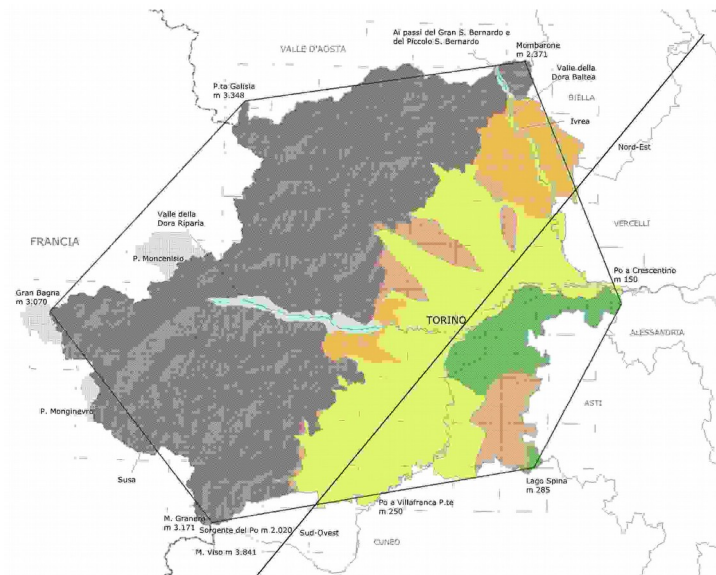 Ai passi del Gran S. Bernardo e
del Piccolo S. Bernardo
VALLE D'AOSTA
Mombarone
m 2.371
Valle della
Dora Baltea
P.ta Galisia
m 3.348
BIELLA
Ivrea
Nord-Est
Valle della
Dora Riparia
VERCELLI
FRANCIA
P. Moncenisio
Po a Crescentino
m 150
Gran Bagna
m 3.070
TORINO
ALESSANDRIA
ASTI
P. Monginevro
Susa
Lago Spina
m 285
Po a Villafranca P.te
m 250
M. Granero
m 3.171
Sorgente del Po m 2.020
Sud-Ovest
CUNEO
M. Viso m 3.841